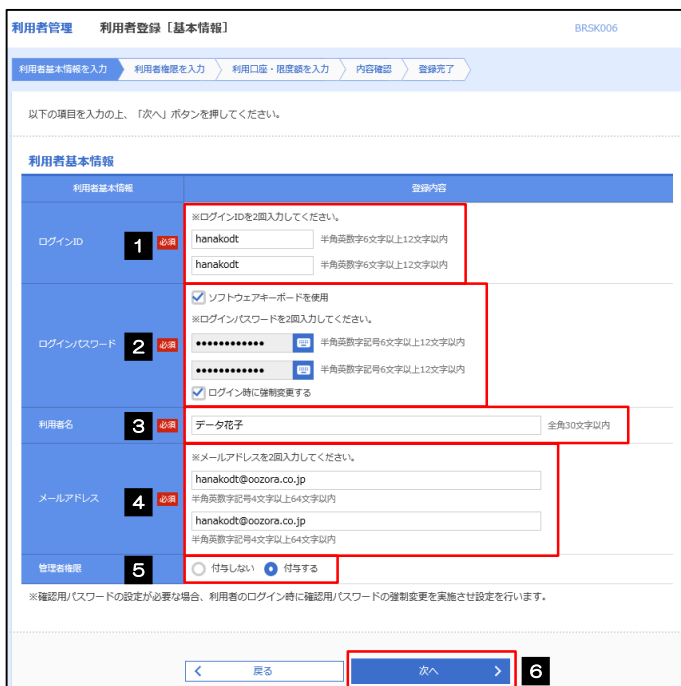 利用者管理 利用者登録［基本情報］ BRSK006
利用者基本情報を入力 利用者権限を入力 利用口座・限度額を入力 内容確認 登録完了
以下の項目を入力の上、「次へ」ボタンを押してください。
利用者基本情報
利用者基本情報 登録内容
※ログインIDを2回入力してください。
ログインID 1 必須 hanakodt 半角英数字6文字以上12文字以内
hanakodt 半角英数字6文字以上12文字以内
ソフトウェアキーボードを使用
※ログインパスワードを2回入力してください。
ログインパスワード 2 必須 ●●●●●●●●●●●● 半角英数字記号6文字以上12文字以内
●●●●●●●●●●●● 半角英数字記号6文字以上12文字以内
ログイン時に強制変更する
利用者名 3 必須 データ花子 全角30文字以内
※メールアドレスを2回入力してください。
hanakodt@oozora.co.jp
メールアドレス 4 必須 半角英数字記号4文字以上64文字以内
hanakodt@oozora.co.jp
半角英数字記号4文字以上64文字以内
管理者権限 5 付与しない 付与する
※確認用パスワードの設定が必要な場合、利用者のログイン時に確認用パスワードの強制変更を実施させ設定を行います。
戻る 次へ 6